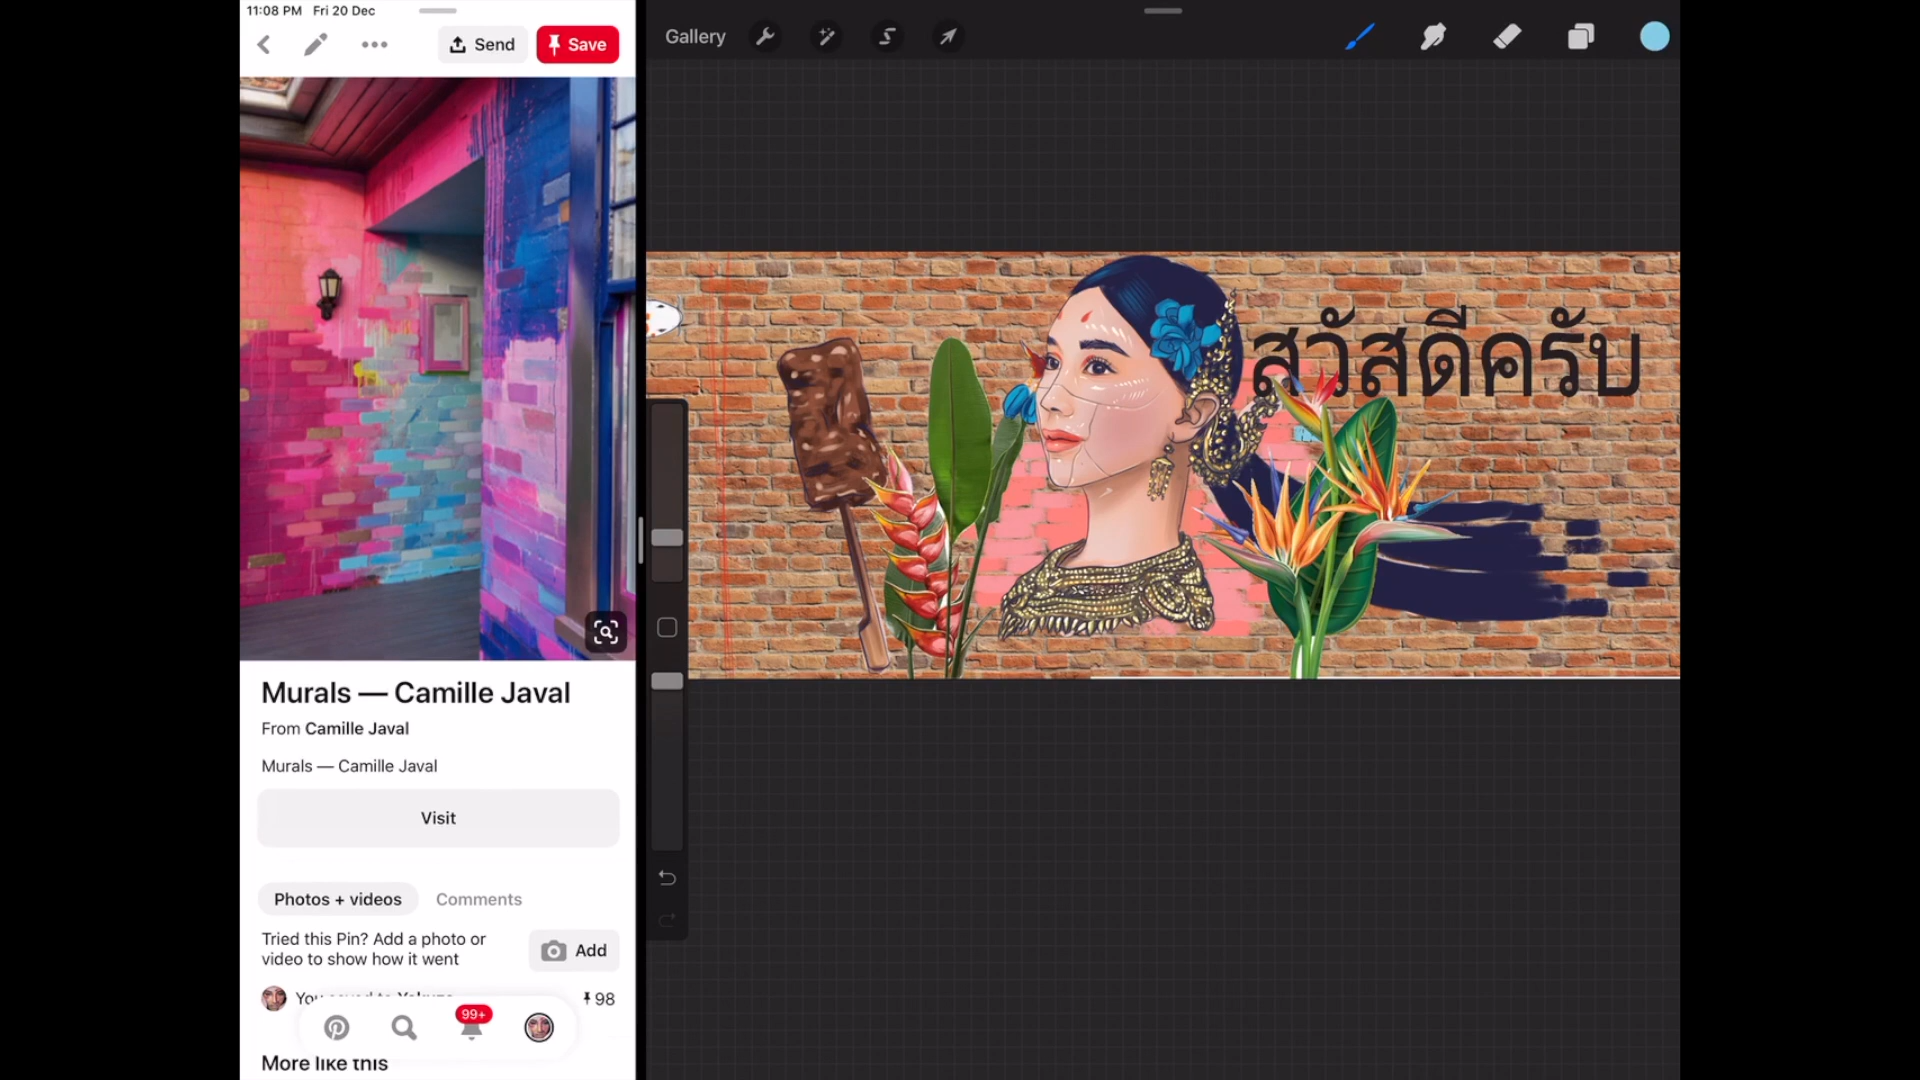 11:08 PM Fri 20 Dec
Send
Save
Gallery
สวัสดีครับ
Murals — Camille Javal
From Camille Javal
Murals — Camille Javal
Visit
Photos + videos
Comments
Tried this Pin? Add a photo or
video to show how it went
Add
98
99+
More like this